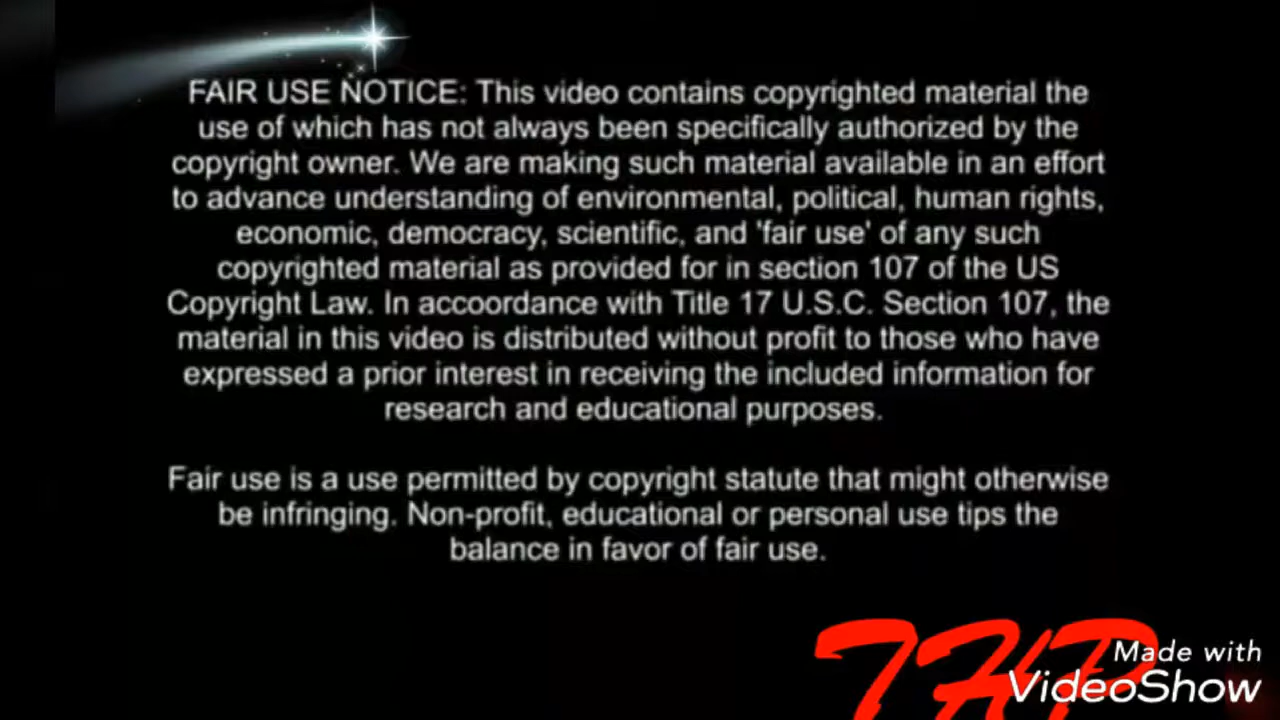 FAIR USE NOTICE: This video contains copyrighted material the
use of which has not always been specifically authorized by the
copyright owner. We are making such material available in an effort
to advance understanding of environmental, political, human rights,
economic, democracy, scientific, and 'fair use' of any such
copyrighted material as provided for in section 107 of the US
Copyright Law. In accoordance with Title 17 U.S.C. Section 107, the
material in this video is distributed without profit to those who have
expressed a prior interest in receiving the included information for
research and educational purposes.
Fair use is a use permitted by copyright statute that might otherwise
be infringing. Non-profit, educational or personal use tips the
balance in favor of fair use.
THP
Made with
VideoShow